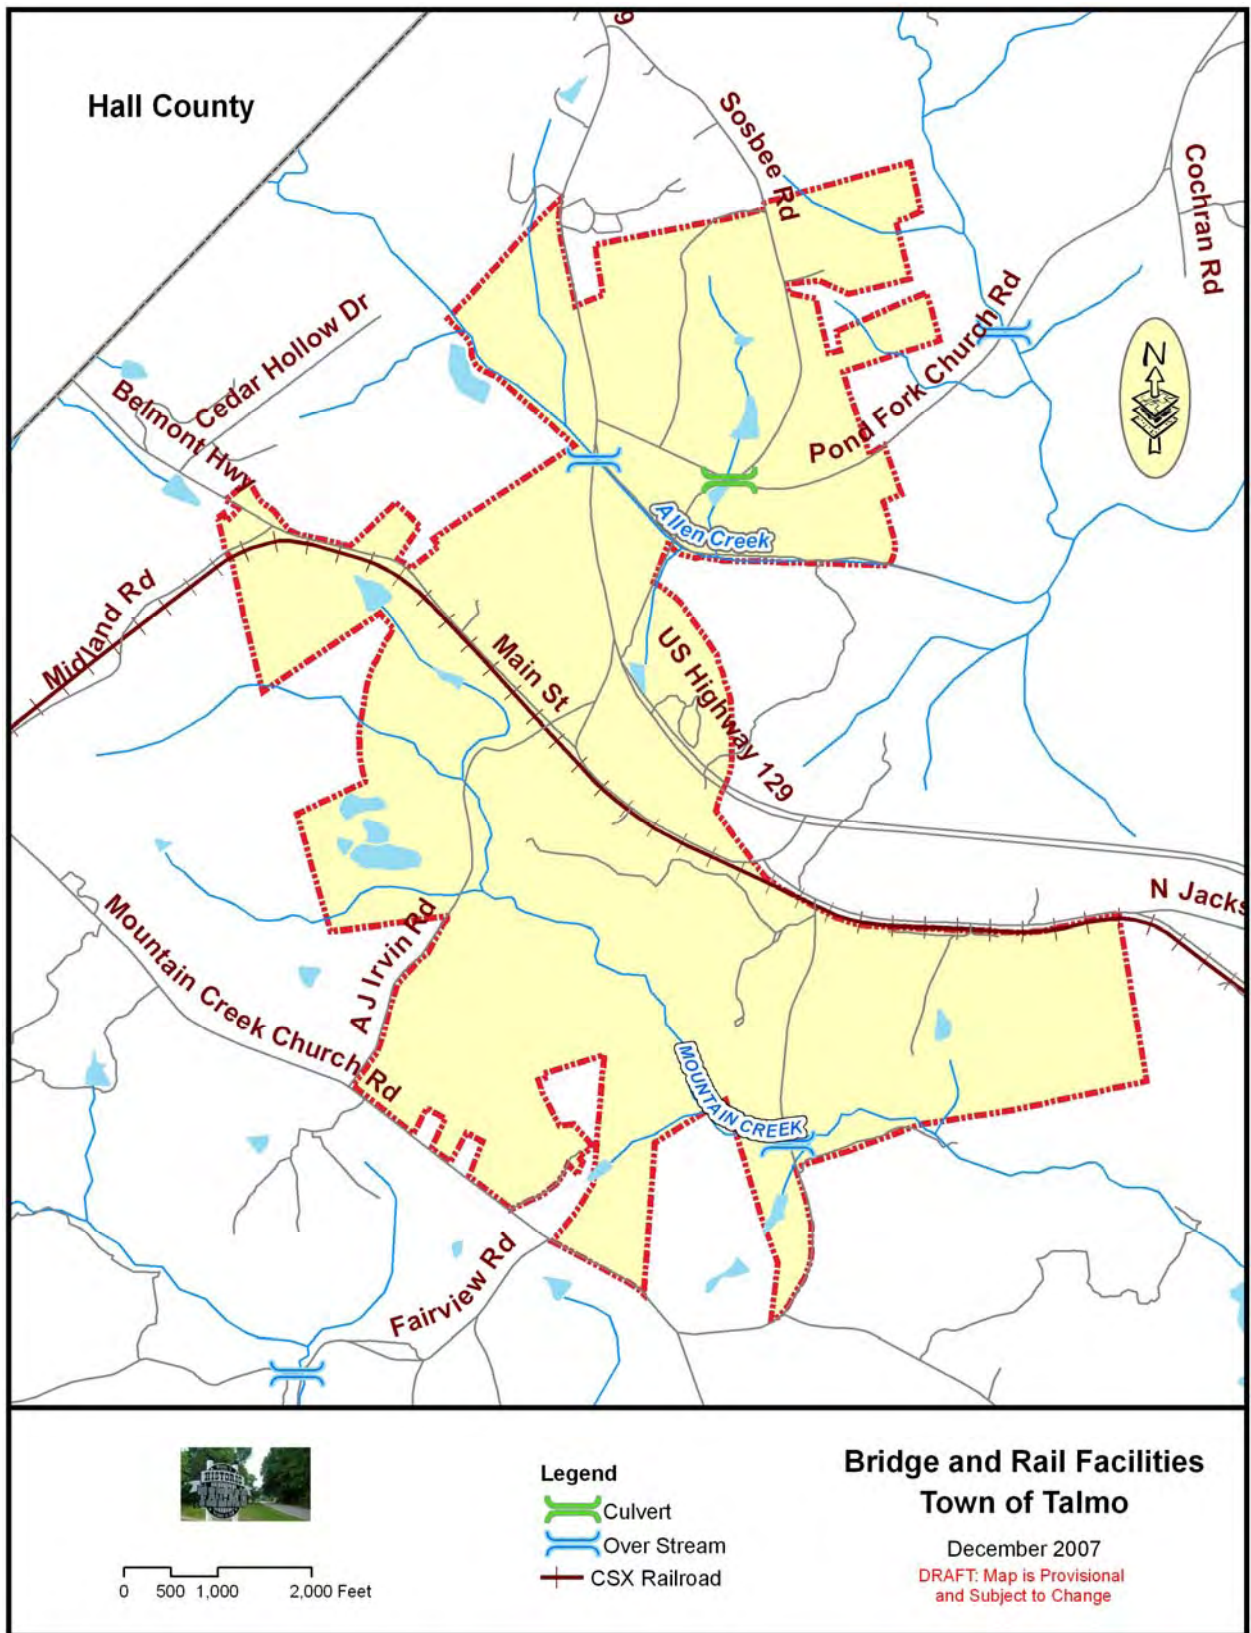 9
Hall County
Sosbee Rd
Cochran Rd
Cedar Hollow Dr
Belmont Hwy
Pond Fork Church Rd
N
Allen Creek
Midland Rd
Main St
US Highway 129
N Jacks
A J Irvin Rd
Mountain Creek Church Rd
MOUNTAIN CREEK
Fairview Rd
HISTORIC
TALMO
Legend
Culvert
Over Stream
CSX Railroad
0 500 1,000 2,000 Feet
Bridge and Rail Facilities
Town of Talmo
December 2007
DRAFT: Map is Provisional
and Subject to Change